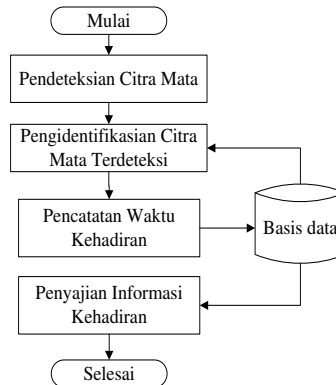 Mulai
Pendeteksian Citra Mata
Pengidentifikasian Citra
Mata Terdeteksi
Pencatatan Waktu
Kehadiran
Basis data
Penyajian Informasi
Kehadiran
Selesai